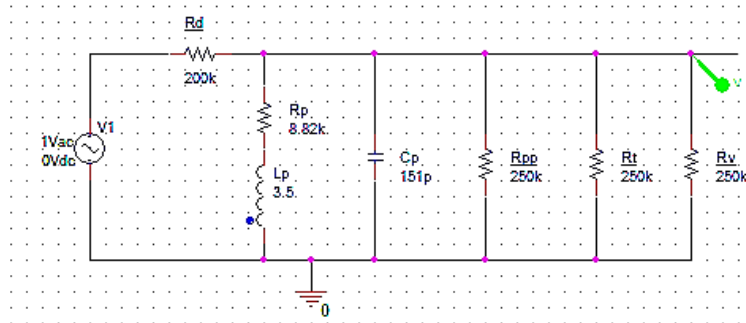 Rd
200k
V1
1Vac
0Vdc
Rp
8.82k
Lp
3.5
Cp
151p
Rpp
250k
Rt
250k
Rv
250k
0